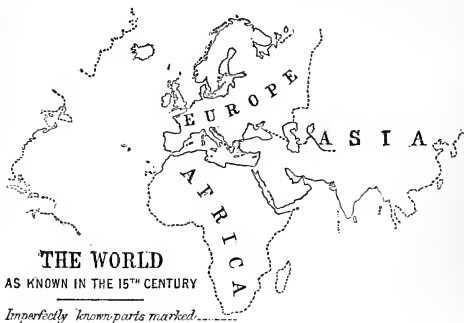 EUROPE
ASIA
AFRICA
THE WORLD
AS KNOWN IN THE 15TH CENTURY
Imperfectly known parts marked